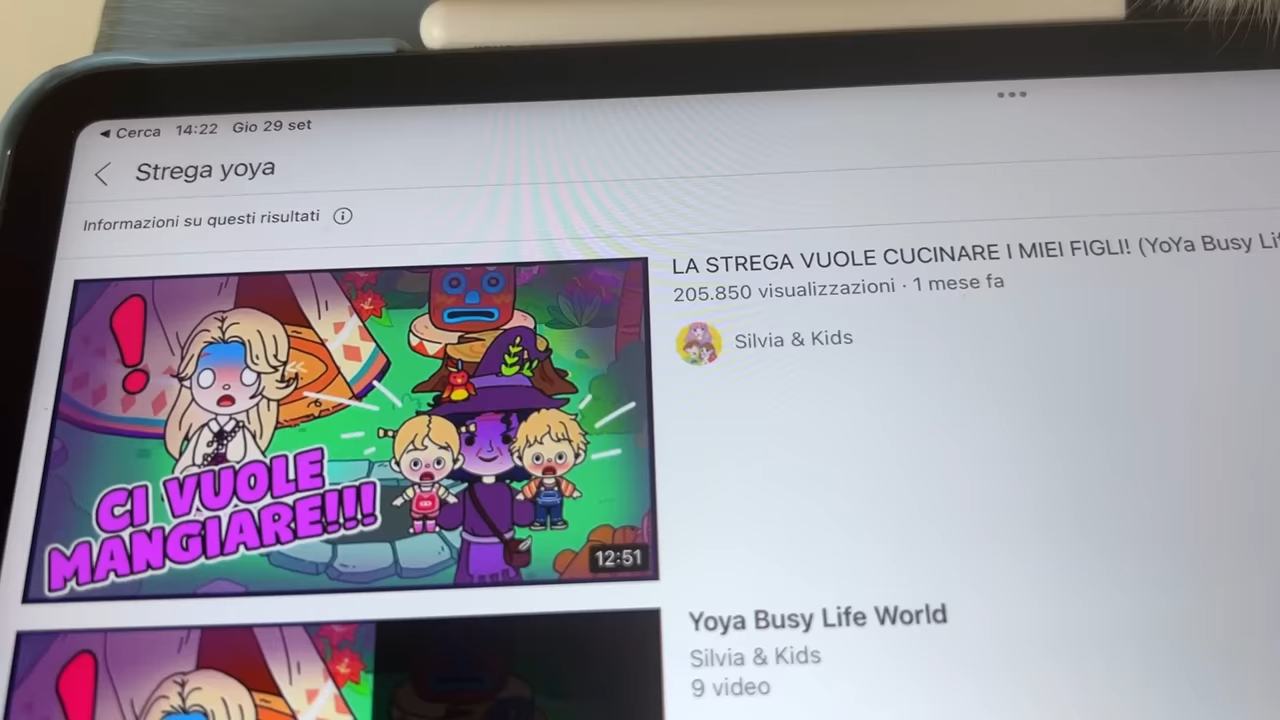 Cerca 14:22 Gio 29 set
Strega yoya
Informazioni su questi risultati
LA STREGA VUOLE CUCINARE I MIEI FIGLI! (YoYa Busy
205.850 visualizzazioni · 1 mese fa
Silvia & Kids
CI VUOLE
MANGIARE!!!
12:51
Yoya Busy Life World
Silvia & Kids
9 video